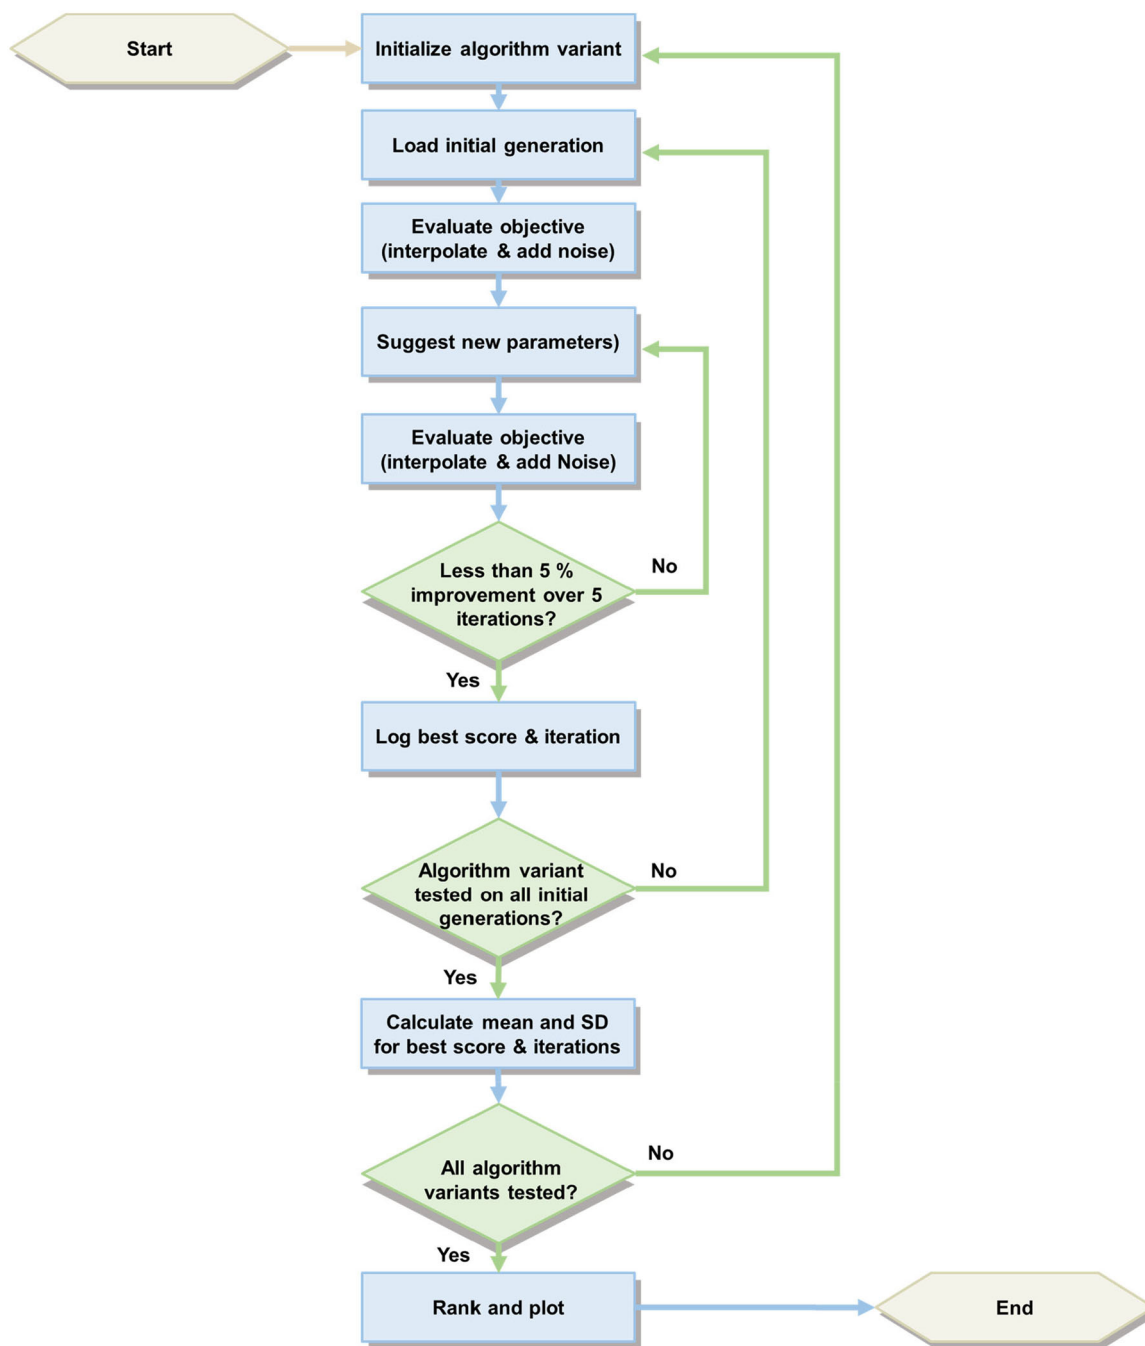 Start
Initialize algorithm variant
Load initial generation
Evaluate objective
(interpolate & add noise)
Suggest new parameters)
Evaluate objective
(interpolate & add Noise)
Less than 5 %
improvement over 5
iterations?
No
Yes
Log best score & iteration
Algorithm variant
tested on all initial
generations?
No
Yes
Calculate mean and SD
for best score & iterations
All algorithm
variants tested?
No
Yes
Rank and plot
End